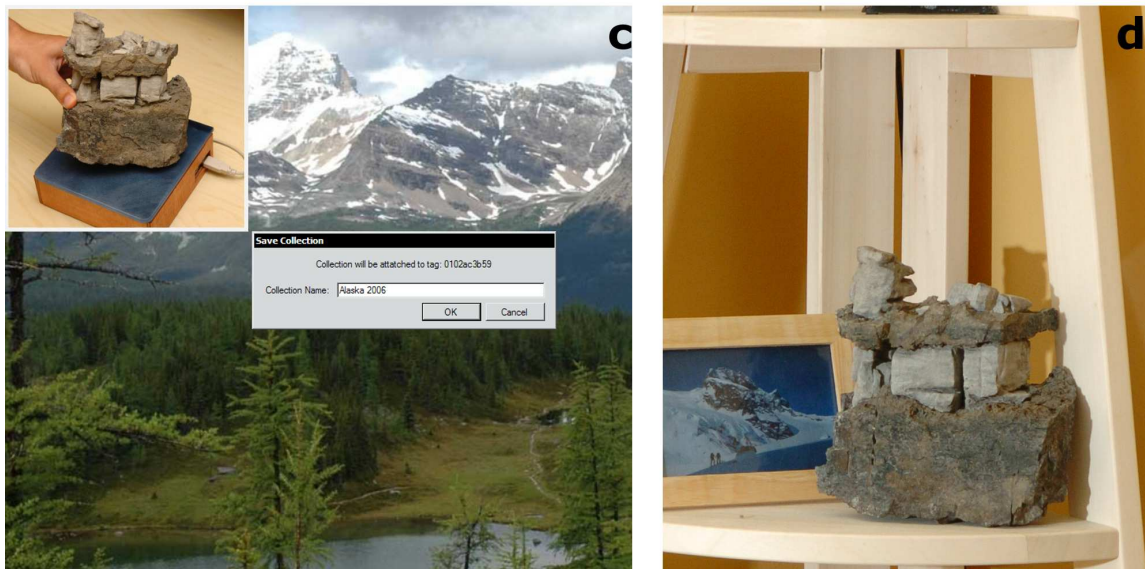 c
d
Save Collection
Collection will be attatched to tag: 0102ac3b59
Collection Name: Alaska 2006
OK Cancel